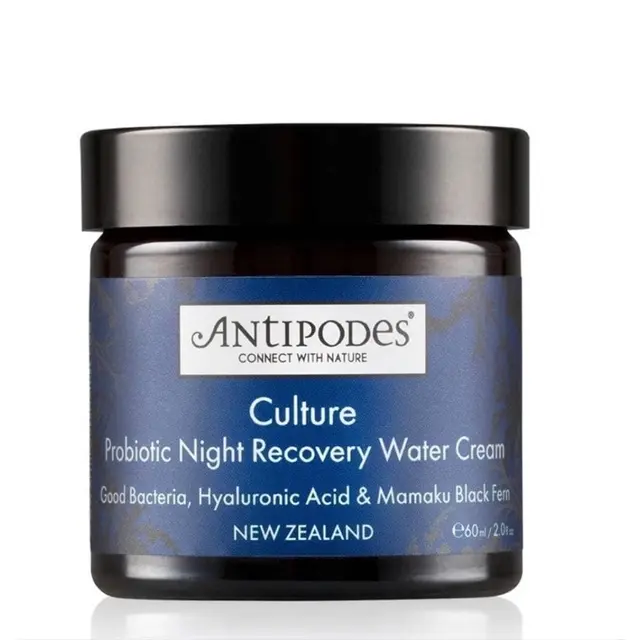 ANTIPODES®
CONNECT WITH NATURE
Culture
Probiotic Night Recovery Water Cream
Good Bacteria, Hyaluronic Acid & Mamaku Black Fern
NEW ZEALAND
℮60ml/2.0fl oz